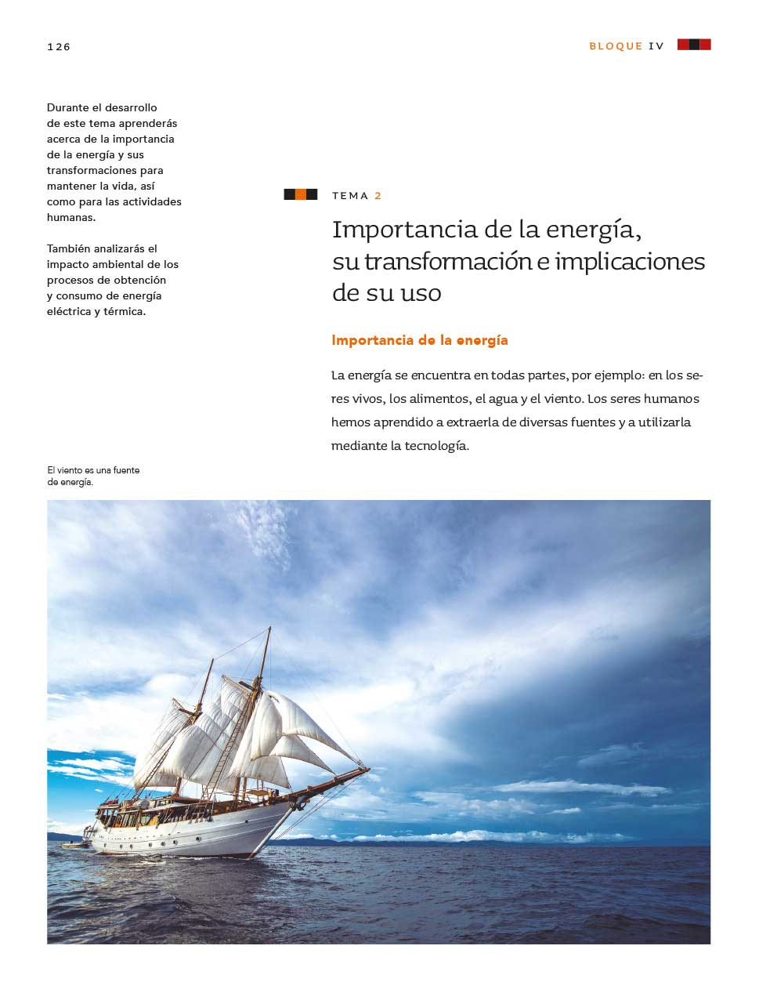 126
BLOQUE IV
Durante el desarrollo
de este tema aprenderás
acerca de la importancia
de la energía y sus
transformaciones para
mantener la vida, así
como para las actividades
humanas.
También analizarás el
impacto ambiental de los
procesos de obtención
y consumo de energía
eléctrica y térmica.
TEMA 2
Importancia de la energía,
su transformación e implicaciones
de su uso
Importancia de la energía
La energía se encuentra en todas partes, por ejemplo: en los se-
res vivos, los alimentos, el agua y el viento. Los seres humanos
hemos aprendido a extraerla de diversas fuentes y a utilizarla
mediante la tecnología.
El viento es una fuente
de energía.